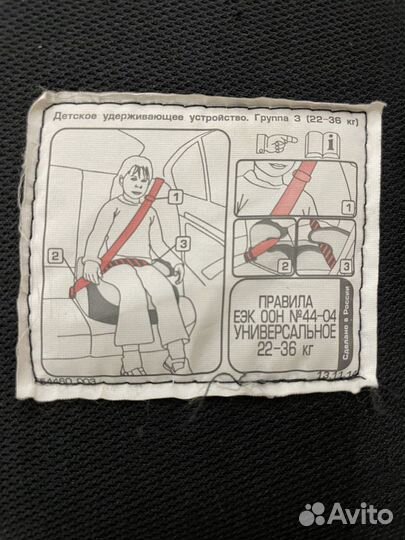 Детское удерживающее устройство. Группа 3 (22-36 кг)
1
2
3
1
2
3
ПРАВИЛА
ЕЭК ООН №44-04
УНИВЕРСАЛЬНОЕ
22-36 кг
Сделано в России
Avito